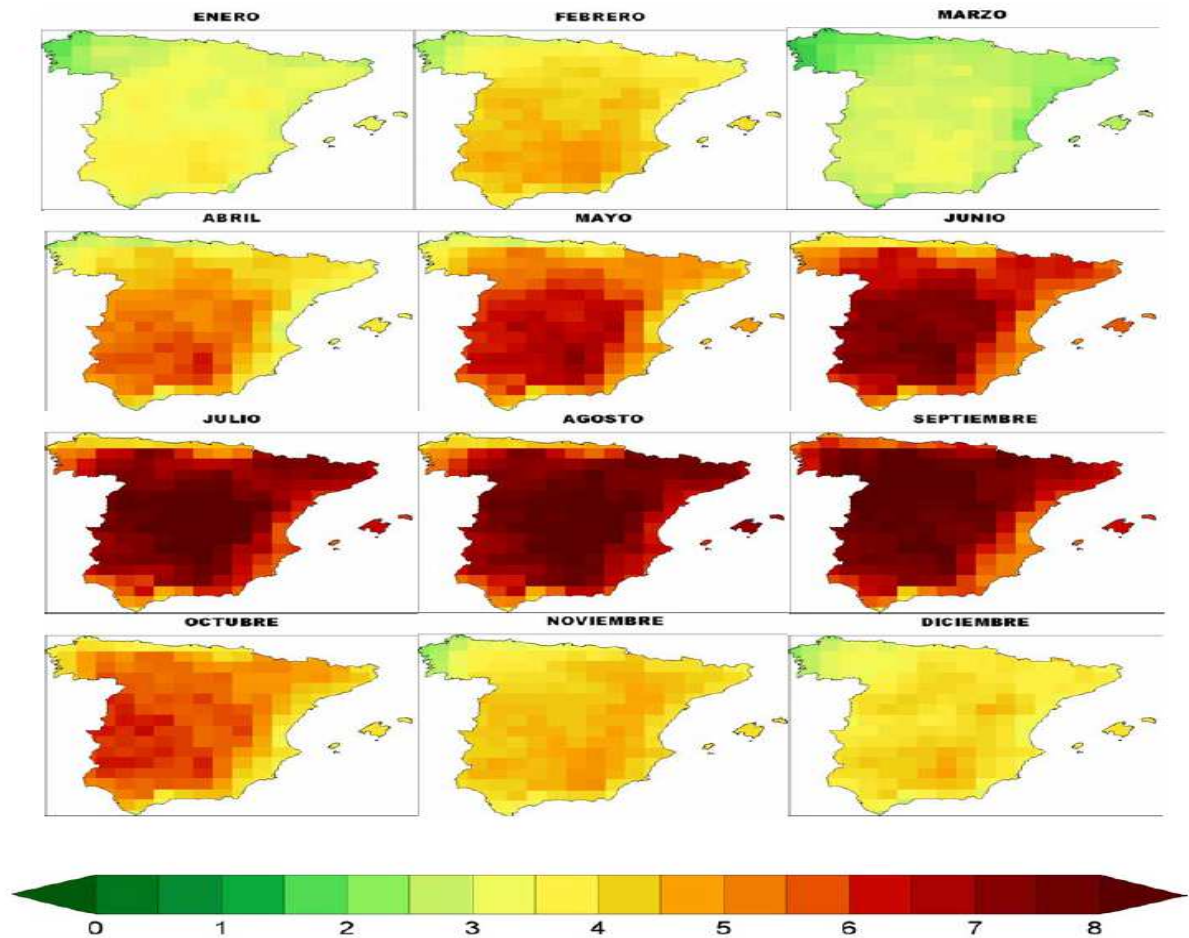 ENERO FEBRERO MARZO
ABRIL MAYO JUNIO
JULIO AGOSTO SEPTIEMBRE
OCTUBRE NOVIEMBRE DICIEMBRE
0 1 2 3 4 5 6 7 8